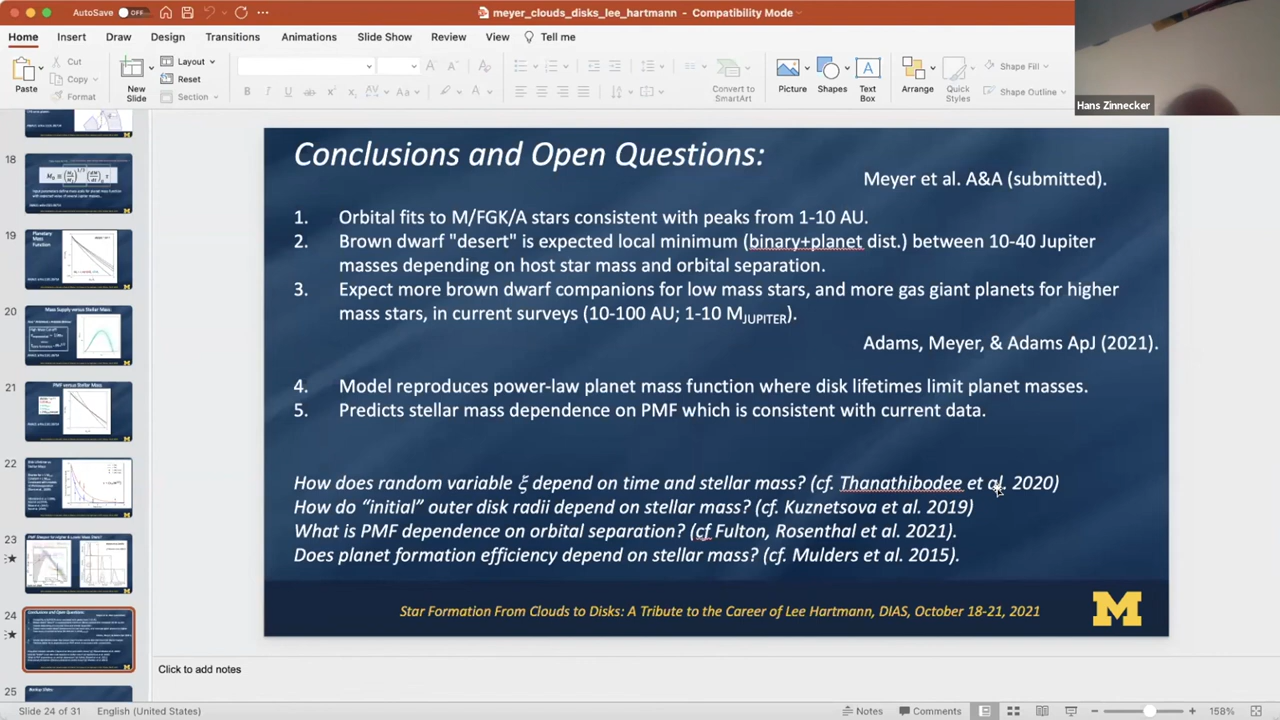 AutoSave OFF
meyer_clouds_disks_lee_hartmann - Compatibility Mode
Home Insert Draw Design Transitions Animations Slide Show Review View Tell me
Paste
Cut
Copy
Format
New Slide
Layout
Reset
Section
Convert to SmartArt
Picture
Shapes
Text Box
Arrange
Quick Styles
Shape Fill
Shape Outline
Hans Zinnecker
18
19
Planetary Mass Function
20
Mass Supply versus Stellar Mass
21
PMF versus Stellar Mass
22
23
24
25
Conclusions and Open Questions:
Meyer et al. A&A (submitted).
1. Orbital fits to M/FGK/A stars consistent with peaks from 1-10 AU.
2. Brown dwarf "desert" is expected local minimum (binary+planet dist.) between 10-40 Jupiter
masses depending on host star mass and orbital separation.
3. Expect more brown dwarf companions for low mass stars, and more gas giant planets for higher
mass stars, in current surveys (10-100 AU; 1-10 MJUPITER).
Adams, Meyer, & Adams ApJ (2021).
4. Model reproduces power-law planet mass function where disk lifetimes limit planet masses.
5. Predicts stellar mass dependence on PMF which is consistent with current data.
How does random variable ξ depend on time and stellar mass? (cf. Thanathibodee et al. 2020)
How do “initial” outer disk radii depend on stellar mass? (cf. Kuznetsova et al. 2019)
What is PMF dependence on orbital separation? (cf Fulton, Rosenthal et al. 2021).
Does planet formation efficiency depend on stellar mass? (cf. Mulders et al. 2015).
Star Formation From Clouds to Disks: A Tribute to the Career of Lee Hartmann, DIAS, October 18-21, 2021
M
Click to add notes
Slide 24 of 31 English (United States) Notes Comments 158%